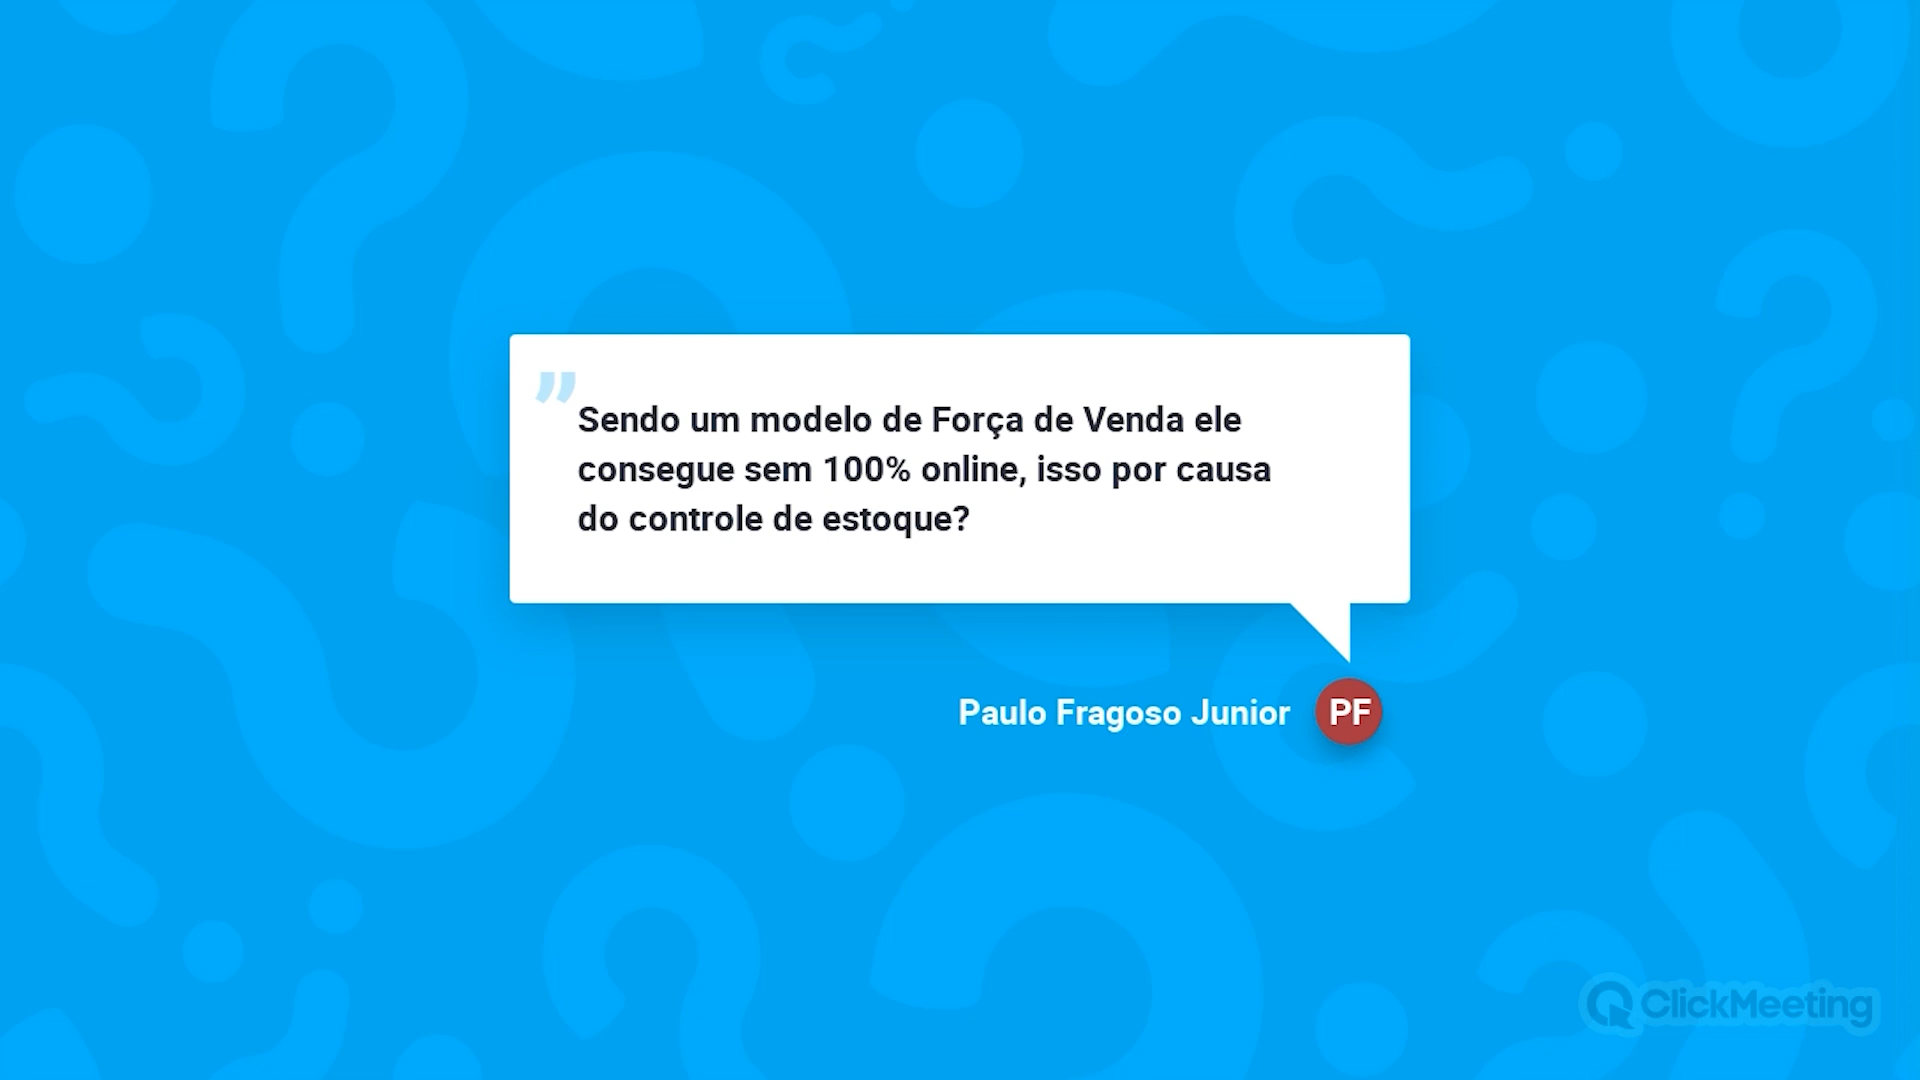 Sendo um modelo de Força de Venda ele
consegue sem 100% online, isso por causa
do controle de estoque?
Paulo Fragoso Junior PF
ClickMeeting